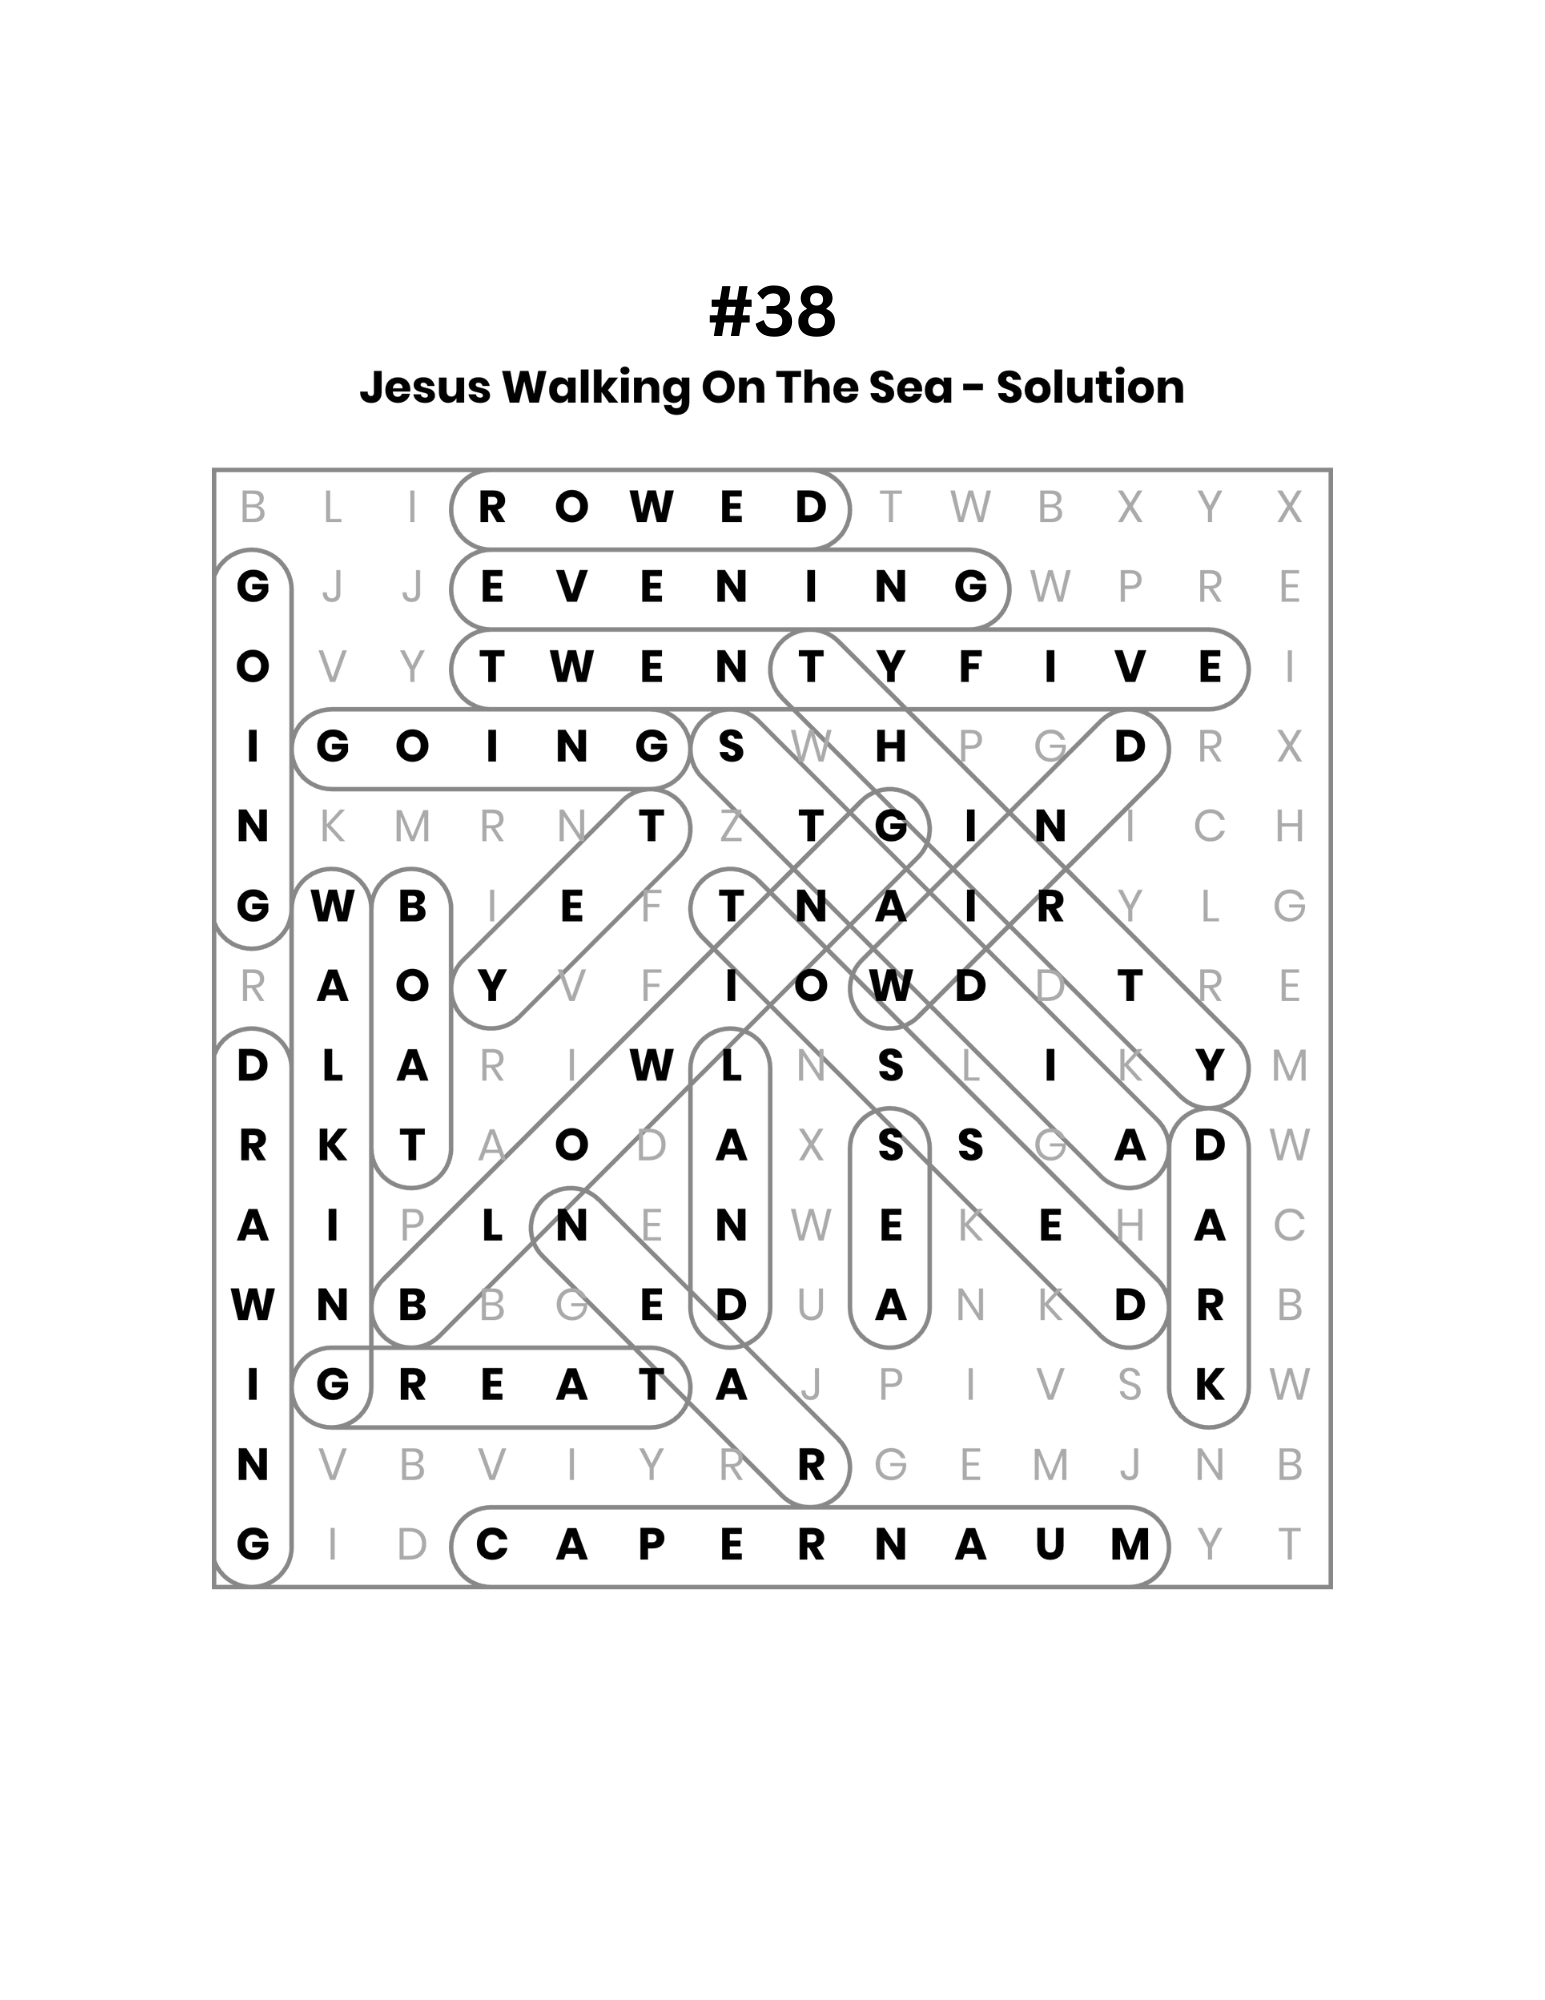 #38
Jesus Walking On The Sea - Solution
B L I R O W E D T W B X Y X
G J J E V E N I N G W P R E
O V Y T W E N T Y F I V E I
I G O I N G S W H P G D R X
N K M R N T Z T G I N I C H
G W B I E F T N A I R Y L G
R A O Y V F I O W D D T R E
D L A R I W L N S L I K Y M
R K T A O D A X S S G A D W
A I P L N E N W E K E H A C
W N B B G E D U A N K D R B
I G R E A T A J P I V S K W
N V B V I Y R R G E M J N B
G I D C A P E R N A U M Y T